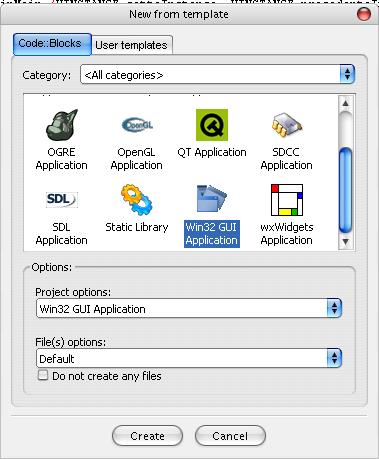 New from template
Code::Blocks
User templates
Category:
<All categories>
OGRE
Application
OpenGL
Application
QT Application
SDCC
Application
SDL
Application
Static Library
Win32 GUI
Application
wxWidgets
Application
Options:
Project options:
Win32 GUI Application
File(s) options:
Default
Do not create any files
Create
Cancel